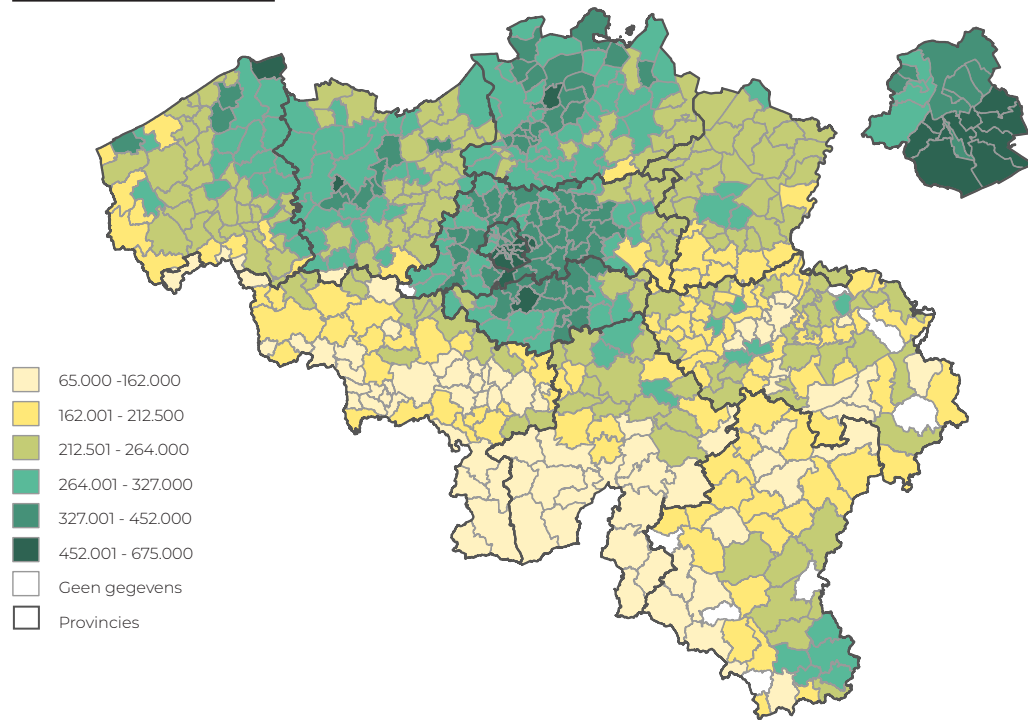 65.000 -162.000
162.001 - 212.500
212.501 - 264.000
264.001 - 327.000
327.001 - 452.000
452.001 - 675.000
Geen gegevens
Provincies